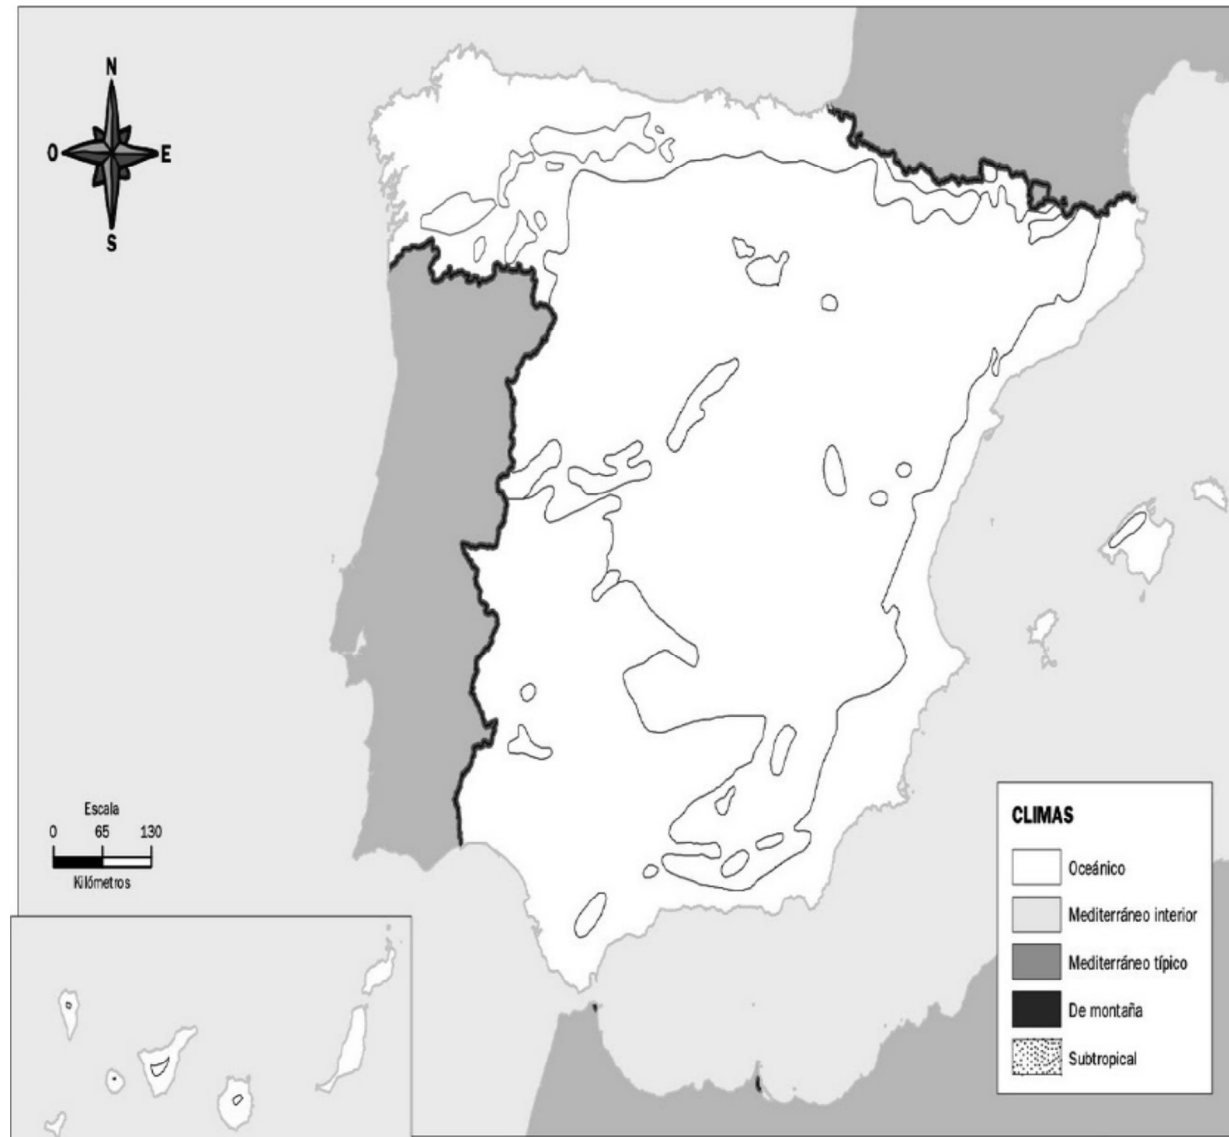 N
O E
S
Escala
0 65 130
Kilómetros
CLIMAS
Oceánico
Mediterráneo interior
Mediterráneo típico
De montaña
Subtropical